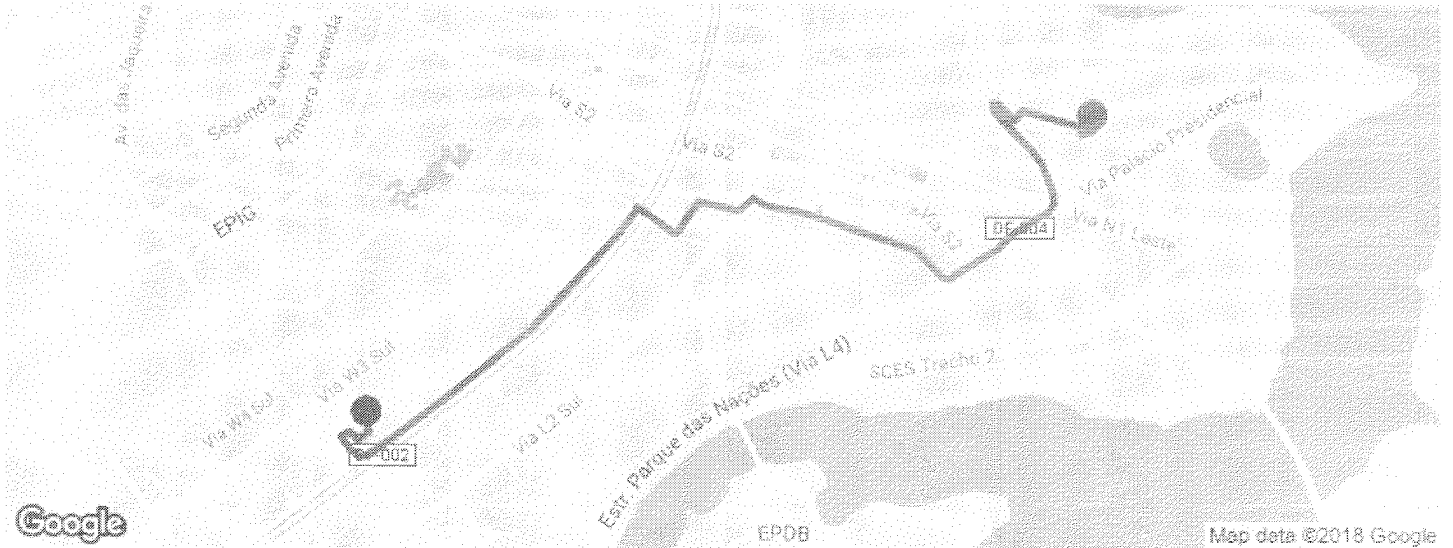 Av. das Jaqueira
Segunda Avenida
Primeira Avenida
Via S2
Via S2
Via Palácio Presidencial
EPIG
Via S2
DF-004
Via N1 Leste
Via W4 Sul
Via W3 Sul
DF-002
Via L2 Sul
Estr. Parque das Nações (Via L4)
SCES Trecho 2
EPDB
Google
Map data ©2018 Google